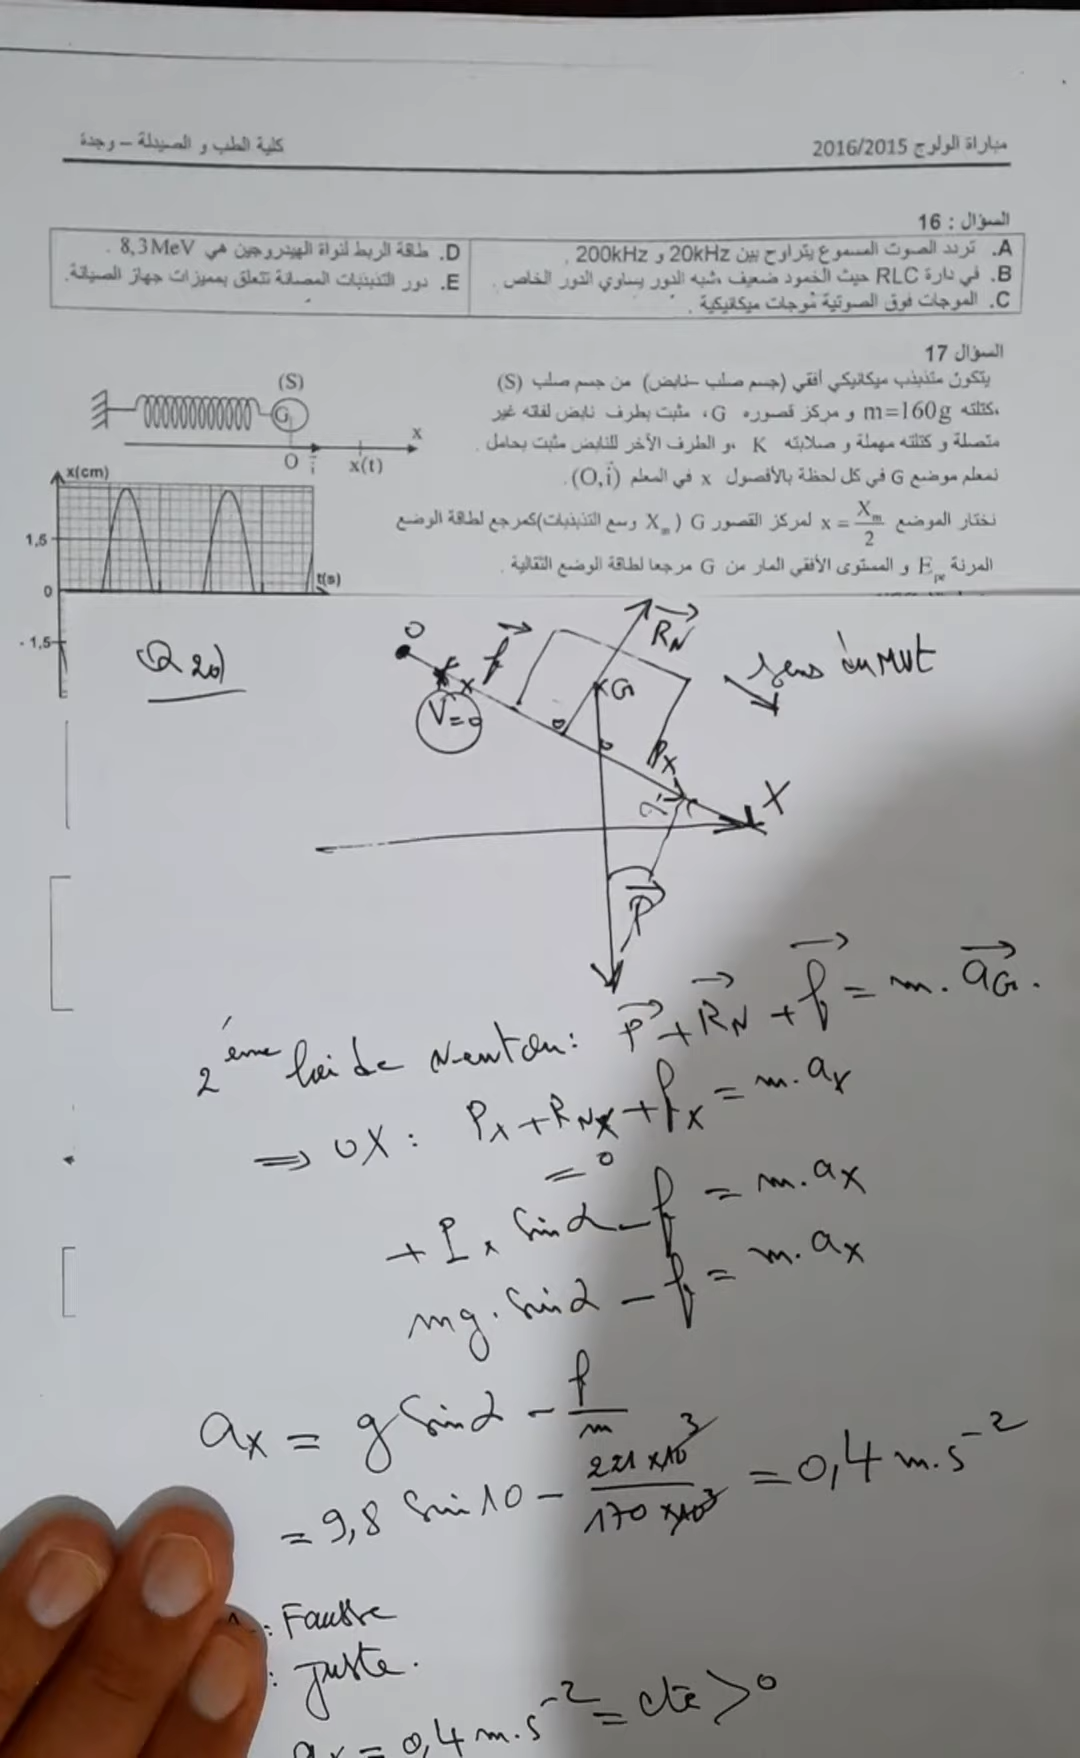 مباراة الولوج 2016/2015
كلية الطب و الصيدلة – وجدة
السؤال : 16
A. تردد الصوت المسموع يتراوح بين 20kHz و 200kHz .
B. في دارة RLC حيث الخمود ضعيف، شبه الدور يساوي الدور الخاص .
C. الموجات فوق الصوتية موجات ميكانيكية .
D. طاقة الربط لنواة الهيدروجين هي 8,3MeV .
E. دور التذبذبات المصانة تتعلق بمميزات جهاز الصيانة.
السؤال 17
يتكون متذبذب ميكانيكي أفقي (جسم صلب –نابض) من جسم صلب (S)
كتلته m=160g و مركز قصوره G، مثبت بطرف نابض لفاته غير
متصلة و كتلته مهملة و صلابته K ،و الطرف الآخر للنابض مثبت بحامل.
نمعلم موضع G في كل لحظة بالأفصول x في المعلم (O,i) .
نختار الموضع x = Xm/2 لمركز القصور G ( Xm وسع التذبذبات)كمرجع لطاقة الوضع
المرنة Epe و المستوى الأفقي المار من G مرجعا لطاقة الوضع الثقالية .
(S)
G
O i x(t) x
x(cm)
1,5
0
t(s)
- 1,5
Q 20)
O
f
RN
sens du MVT
V=0
G
Px
X
P
2ème loi de Newton: P + RN + f = m. aG.
=> OX: Px + RNx + fx = m. ax
= 0
+ P x sin α - f = m. ax
mg. sin α - f = m. ax
ax = g sin α - f/m
= 9,8 sin 10 - 221 x10³/170 x10³ = 0,4 m.s⁻²
: Fausse
: juste.
ax = 0,4 m.s⁻² = cte > 0